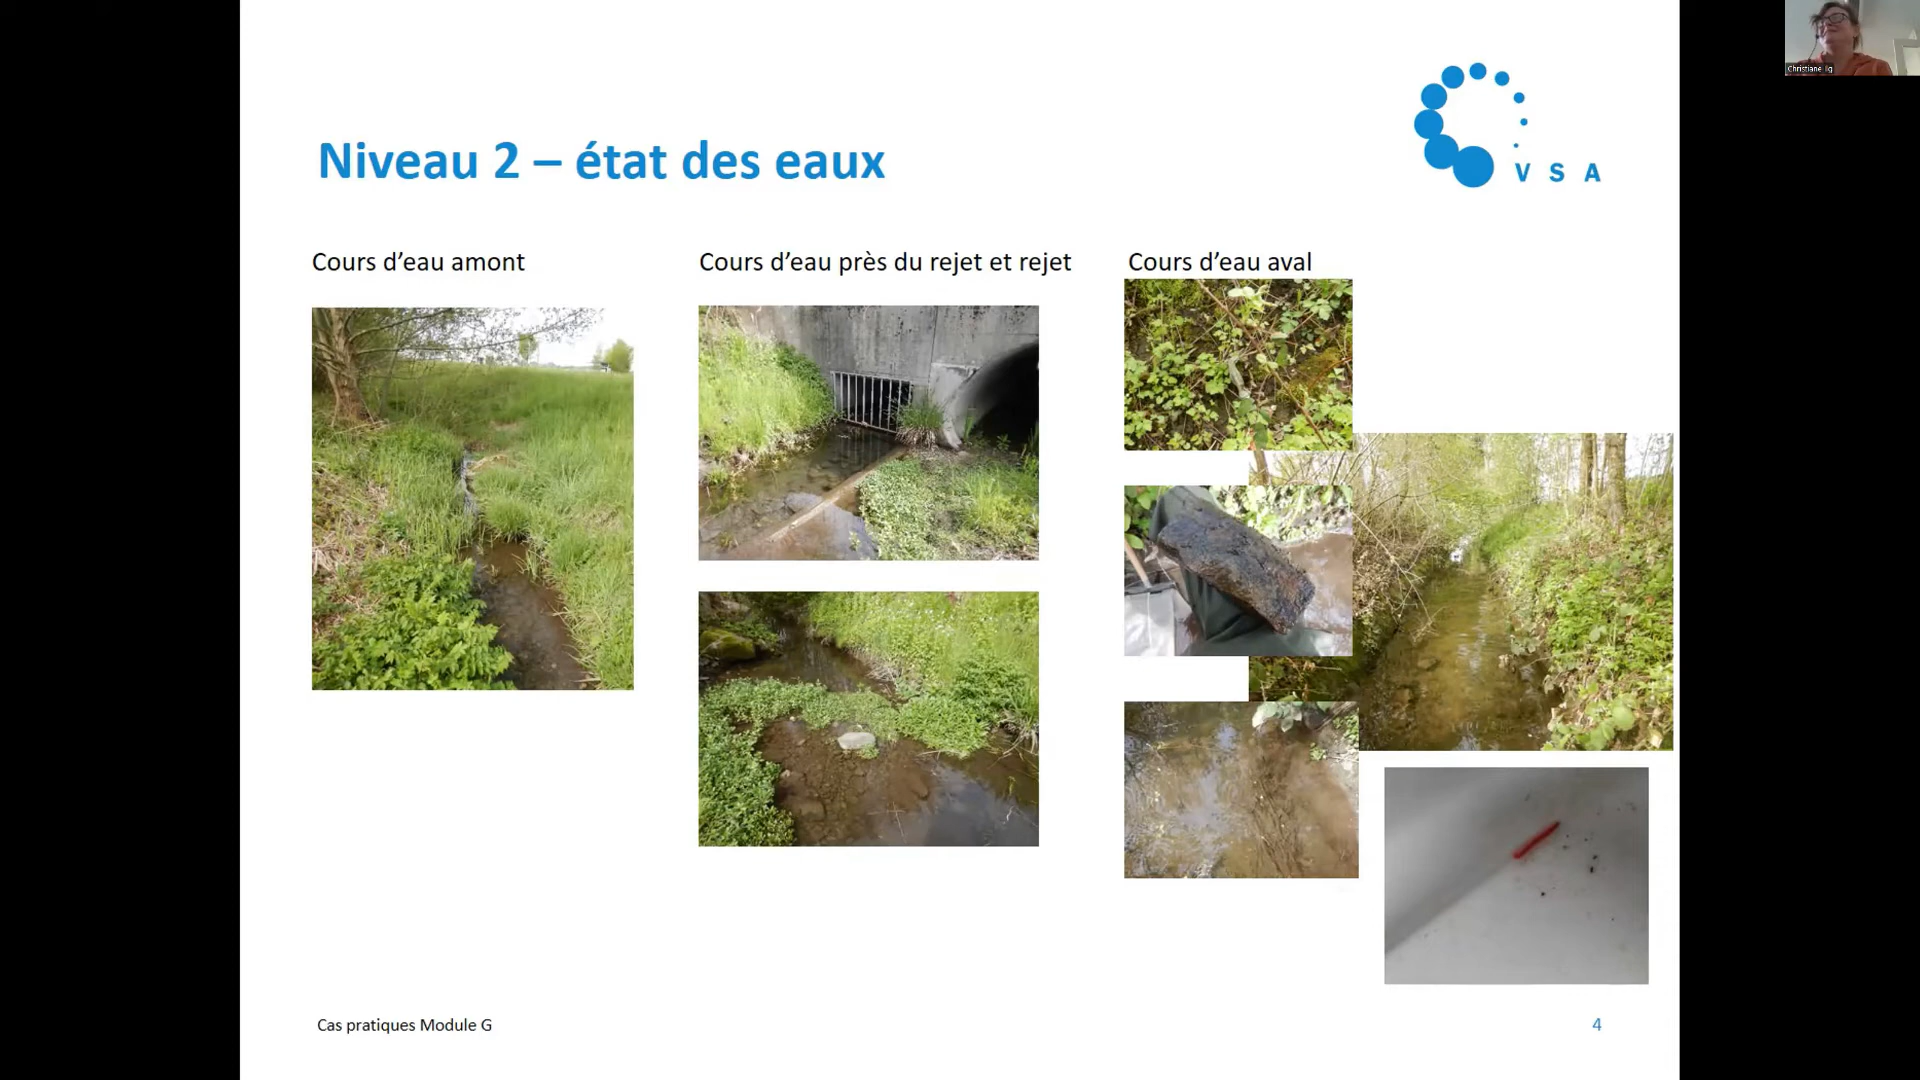 Christiane Ilg
V S A
Niveau 2 – état des eaux
Cours d’eau amont
Cours d’eau près du rejet et rejet
Cours d’eau aval
Cas pratiques Module G
4